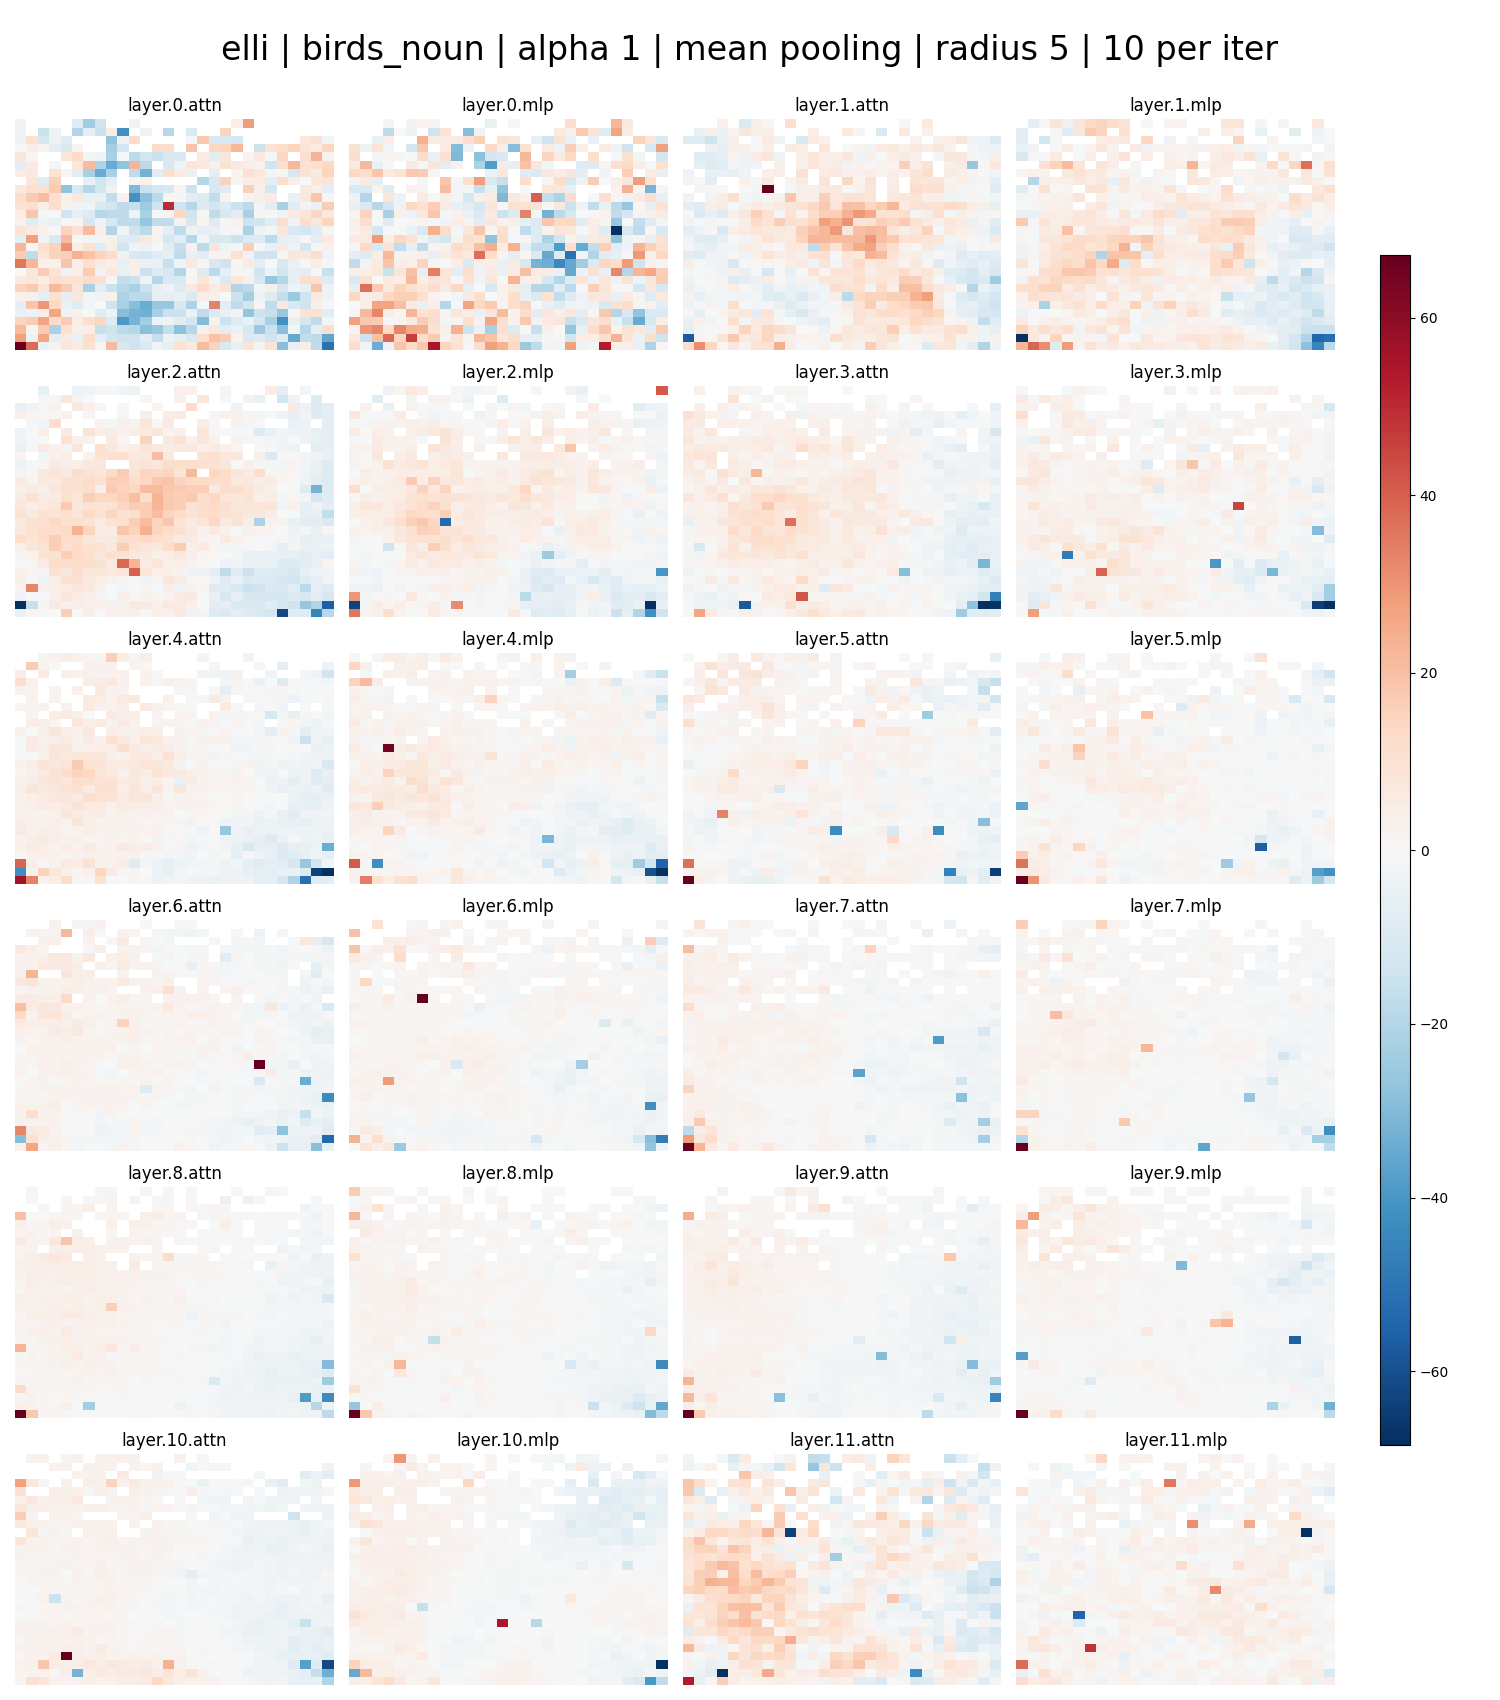 elli | birds_noun | alpha 1 | mean pooling | radius 5 | 10 per iter
layer.0.attn
layer.0.mlp
layer.1.attn
layer.1.mlp
layer.2.attn
layer.2.mlp
layer.3.attn
layer.3.mlp
layer.4.attn
layer.4.mlp
layer.5.attn
layer.5.mlp
layer.6.attn
layer.6.mlp
layer.7.attn
layer.7.mlp
layer.8.attn
layer.8.mlp
layer.9.attn
layer.9.mlp
layer.10.attn
layer.10.mlp
layer.11.attn
layer.11.mlp
60
40
20
0
−20
−40
−60